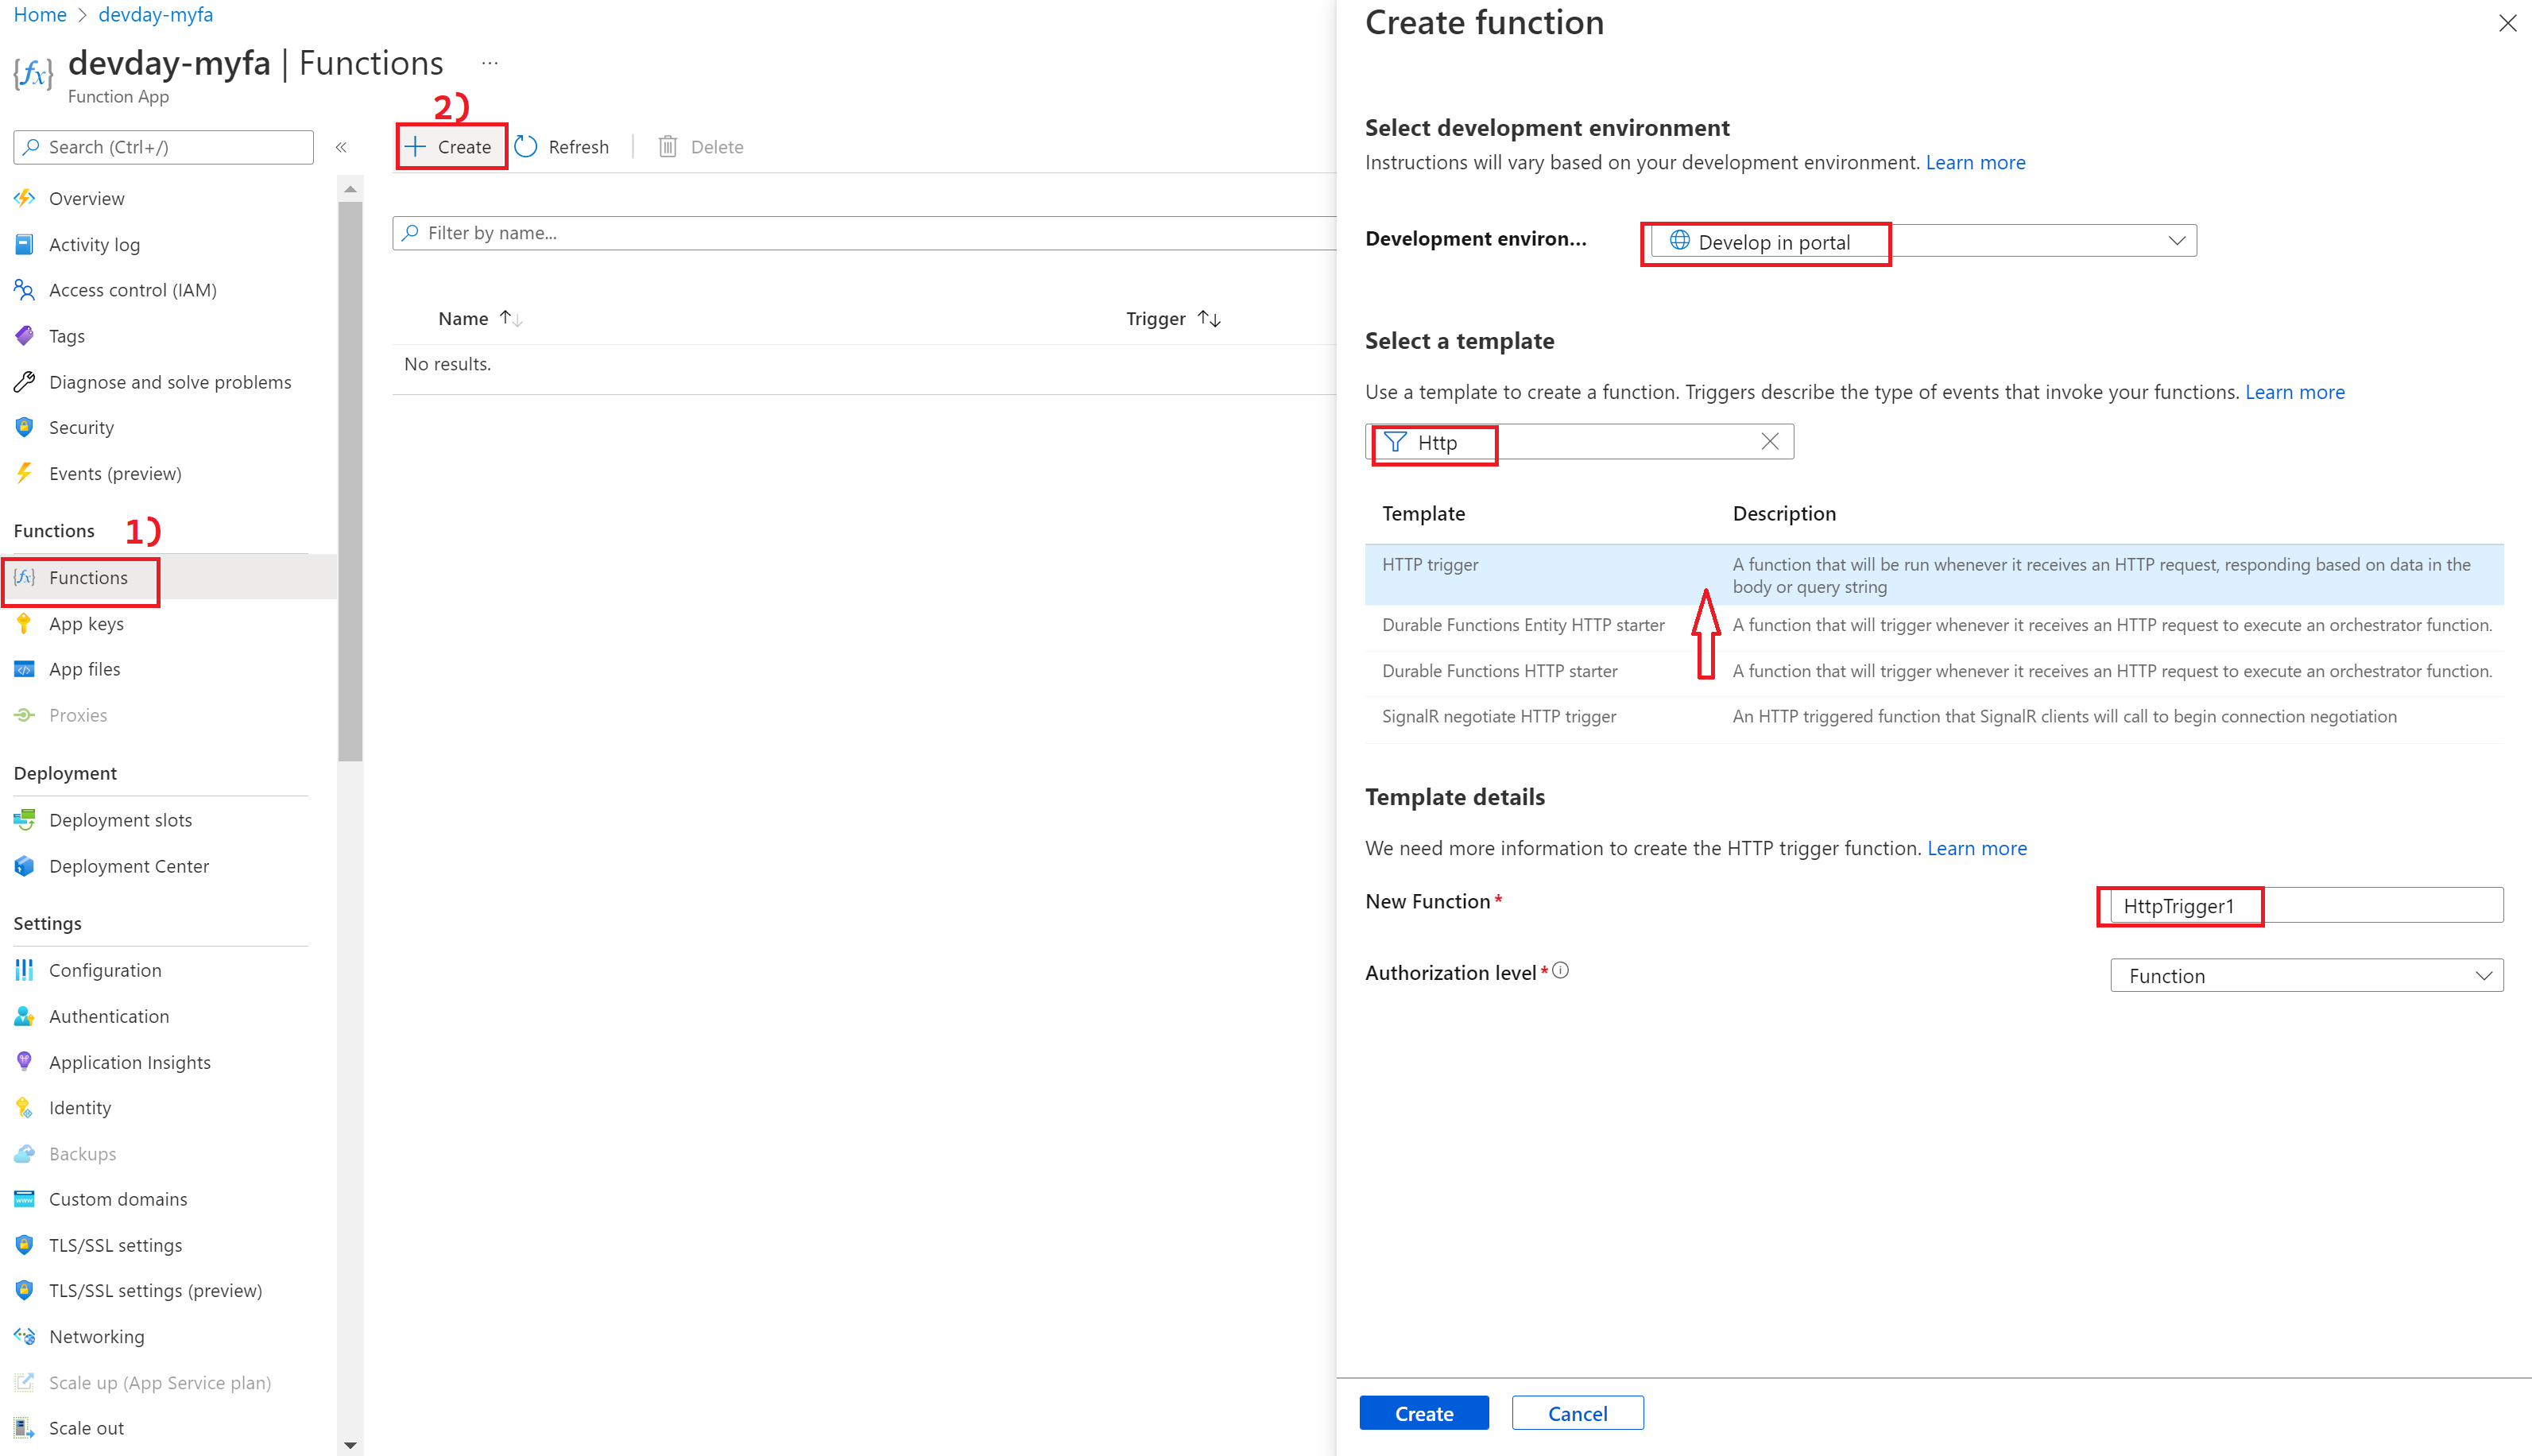 Home > devday-myfa
devday-myfa | Functions ...
Function App
Search (Ctrl+/)
«
Overview
Activity log
Access control (IAM)
Tags
Diagnose and solve problems
Security
Events (preview)
Functions 1)
Functions
App keys
App files
Proxies
Deployment
Deployment slots
Deployment Center
Settings
Configuration
Authentication
Application Insights
Identity
Backups
Custom domains
TLS/SSL settings
TLS/SSL settings (preview)
Networking
Scale up (App Service plan)
Scale out
2)
Create Refresh Delete
Filter by name...
Name Trigger
No results.
Create function
Select development environment
Instructions will vary based on your development environment. Learn more
Development environ... Develop in portal
Select a template
Use a template to create a function. Triggers describe the type of events that invoke your functions. Learn more
Http
Template Description
HTTP trigger A function that will be run whenever it receives an HTTP request, responding based on data in the
body or query string
Durable Functions Entity HTTP starter A function that will trigger whenever it receives an HTTP request to execute an orchestrator function.
Durable Functions HTTP starter A function that will trigger whenever it receives an HTTP request to execute an orchestrator function.
SignalR negotiate HTTP trigger An HTTP triggered function that SignalR clients will call to begin connection negotiation
Template details
We need more information to create the HTTP trigger function. Learn more
New Function* HttpTrigger1
Authorization level* Function
Create Cancel